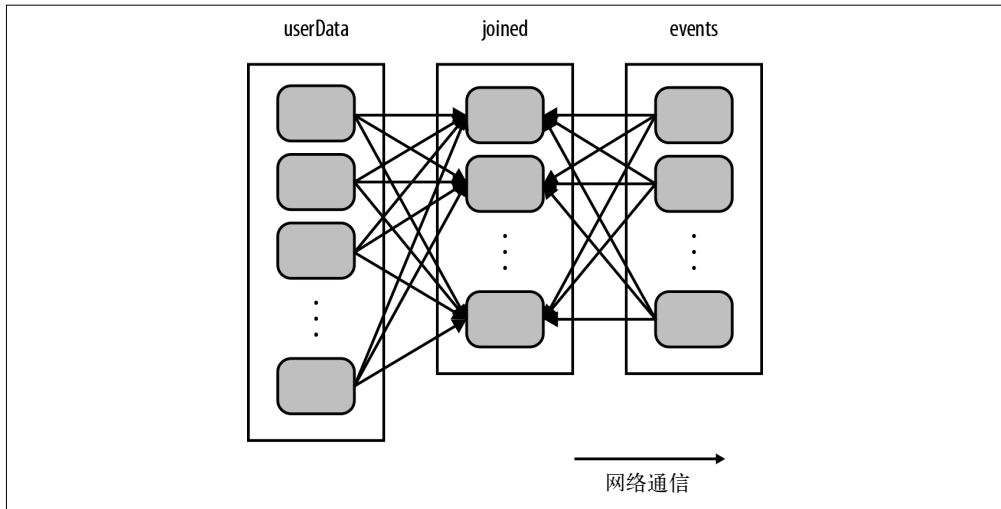 userData
joined
events
网络通信